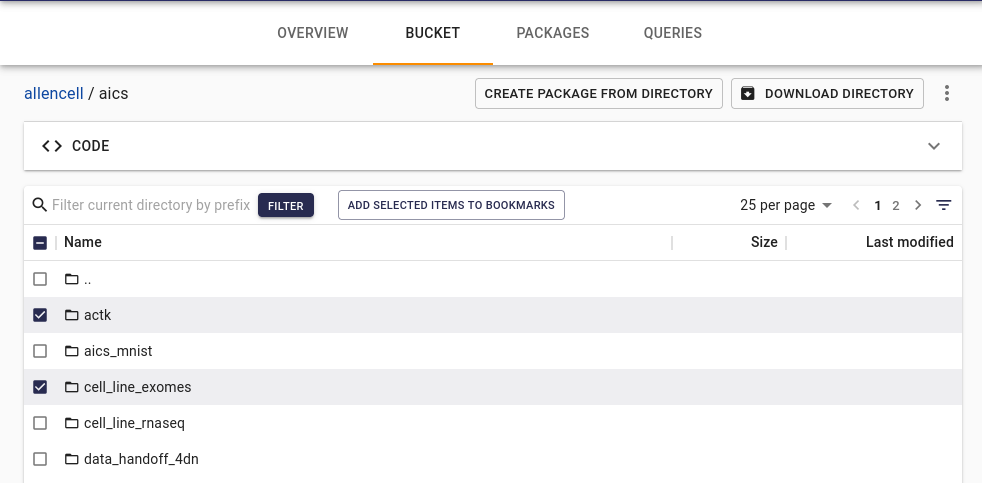 OVERVIEW BUCKET PACKAGES QUERIES
allencell / aics CREATE PACKAGE FROM DIRECTORY DOWNLOAD DIRECTORY
CODE
Filter current directory by prefix FILTER ADD SELECTED ITEMS TO BOOKMARKS 25 per page 1 2
Name Size Last modified
..
actk
aics_mnist
cell_line_exomes
cell_line_rnaseq
data_handoff_4dn